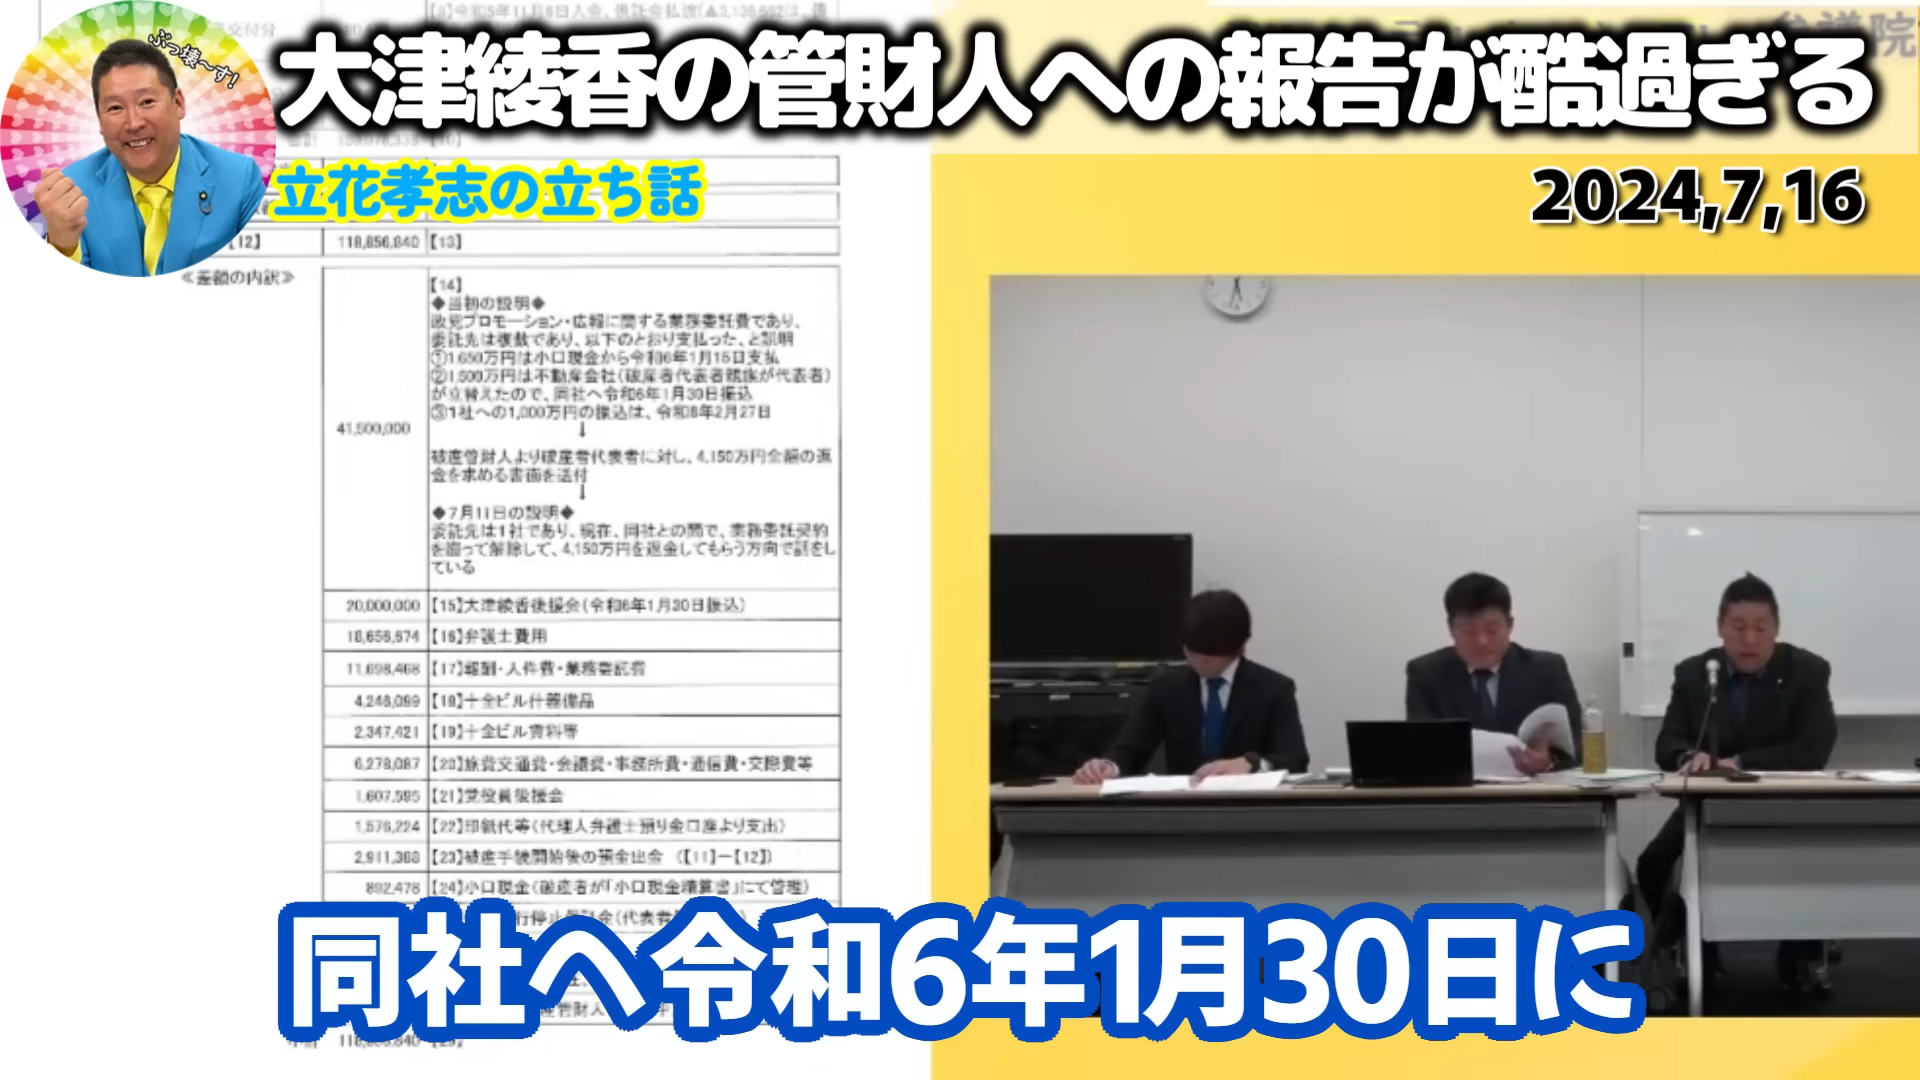 大津綾香の管財人への報告が酷過ぎる
ぶっ壊〜す!
立花孝志の立ち話
2024,7,16
[12] 118,856,840 【13】
≪差額の内訳≫
【14】
◆当初の説明◆
政党プロモーション・広報に関する業務委託費であり、
委託先は複数であり、以下のとおり支払った、と説明
①1,650万円は小口現金から令和6年1月15日支払
②1,500万円は不動産会社（破産者代表者親族が代表者）
が立替えたので、同社へ令和6年1月30日振込
③1社への1,000万円の振込は、令和6年2月27日
↓
41,500,000
破産管財人より破産者代表者に対し、4,150万円全額の返
金を求める書面を送付
↓
◆7月11日の説明◆
委託先は1社であり、現在、同社との間で、業務委託契約
を遡って解除して、4,150万円を返金してもらう方向で話をし
ている
20,000,000 【15】大津綾香後援会（令和6年1月30日振込）
18,656,674 【16】弁護士費用
11,698,468 【17】報酬・人件費・業務委託費
4,248,099 【18】十全ビル什器備品
2,347,421 【19】十全ビル賃料等
6,278,087 【20】旅費交通費・会議費・事務所費・通信費・交際費等
1,607,595 【21】党役員後援会
1,576,224 【22】印紙代等（代理人弁護士預り金口座より支出）
2,911,388 【23】破産手続開始後の預金出金 （【11】ー【12】）
892,478 【24】小口現金（破産者が「小口現金精算書」にて管理）
同社へ令和6年1月30日に